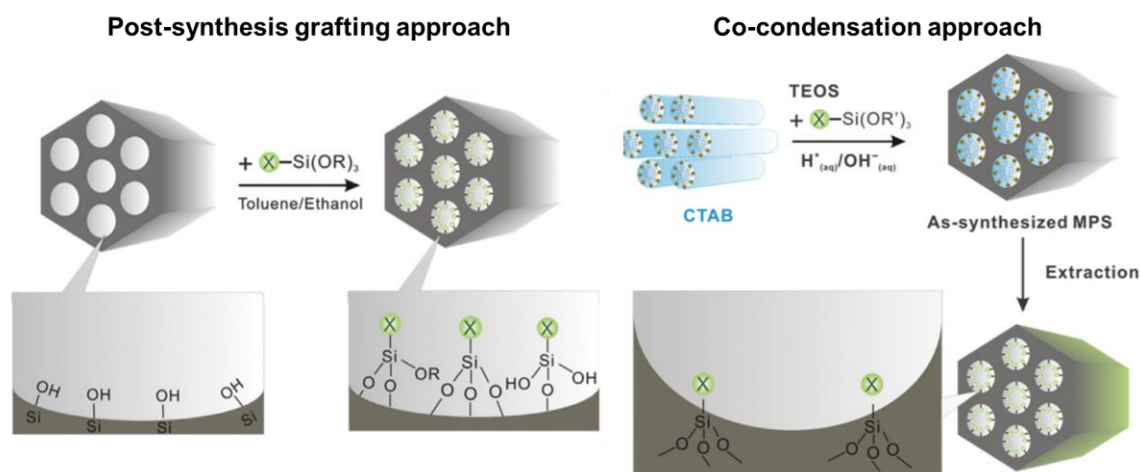 Post-synthesis grafting approach
+ X–Si(OR)₃
Toluene/Ethanol
OH
Si
OH
Si
OH
Si
OH
Si
X
Si
OR
O
O
X
Si
O
O
O
X
Si
HO
OH
O
Co-condensation approach
CTAB
TEOS
+ X–Si(OR')₃
H⁺(aq)/OH⁻(aq)
As-synthesized MPS
Extraction
X
Si
O
O
O
X
Si
O
O
O